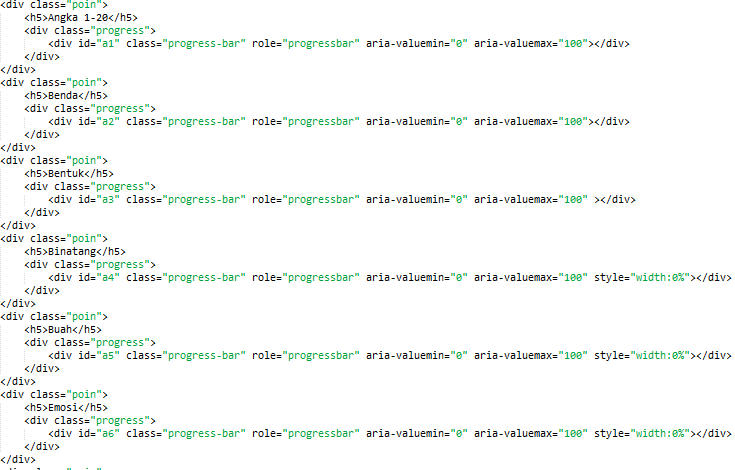 <div class="poin">
<h5>Angka 1-20</h5>
<div class="progress">
<div id="a1" class="progress-bar" role="progressbar" aria-valuemin="0" aria-valuemax="100"></div>
</div>
</div>
<div class="poin">
<h5>Benda</h5>
<div class="progress">
<div id="a2" class="progress-bar" role="progressbar" aria-valuemin="0" aria-valuemax="100"></div>
</div>
</div>
<div class="poin">
<h5>Bentuk</h5>
<div class="progress">
<div id="a3" class="progress-bar" role="progressbar" aria-valuemin="0" aria-valuemax="100" ></div>
</div>
</div>
<div class="poin">
<h5>Binatang</h5>
<div class="progress">
<div id="a4" class="progress-bar" role="progressbar" aria-valuemin="0" aria-valuemax="100" style="width:0%"></div>
</div>
</div>
<div class="poin">
<h5>Buah</h5>
<div class="progress">
<div id="a5" class="progress-bar" role="progressbar" aria-valuemin="0" aria-valuemax="100" style="width:0%"></div>
</div>
</div>
<div class="poin">
<h5>Emosi</h5>
<div class="progress">
<div id="a6" class="progress-bar" role="progressbar" aria-valuemin="0" aria-valuemax="100" style="width:0%"></div>
</div>
</div>